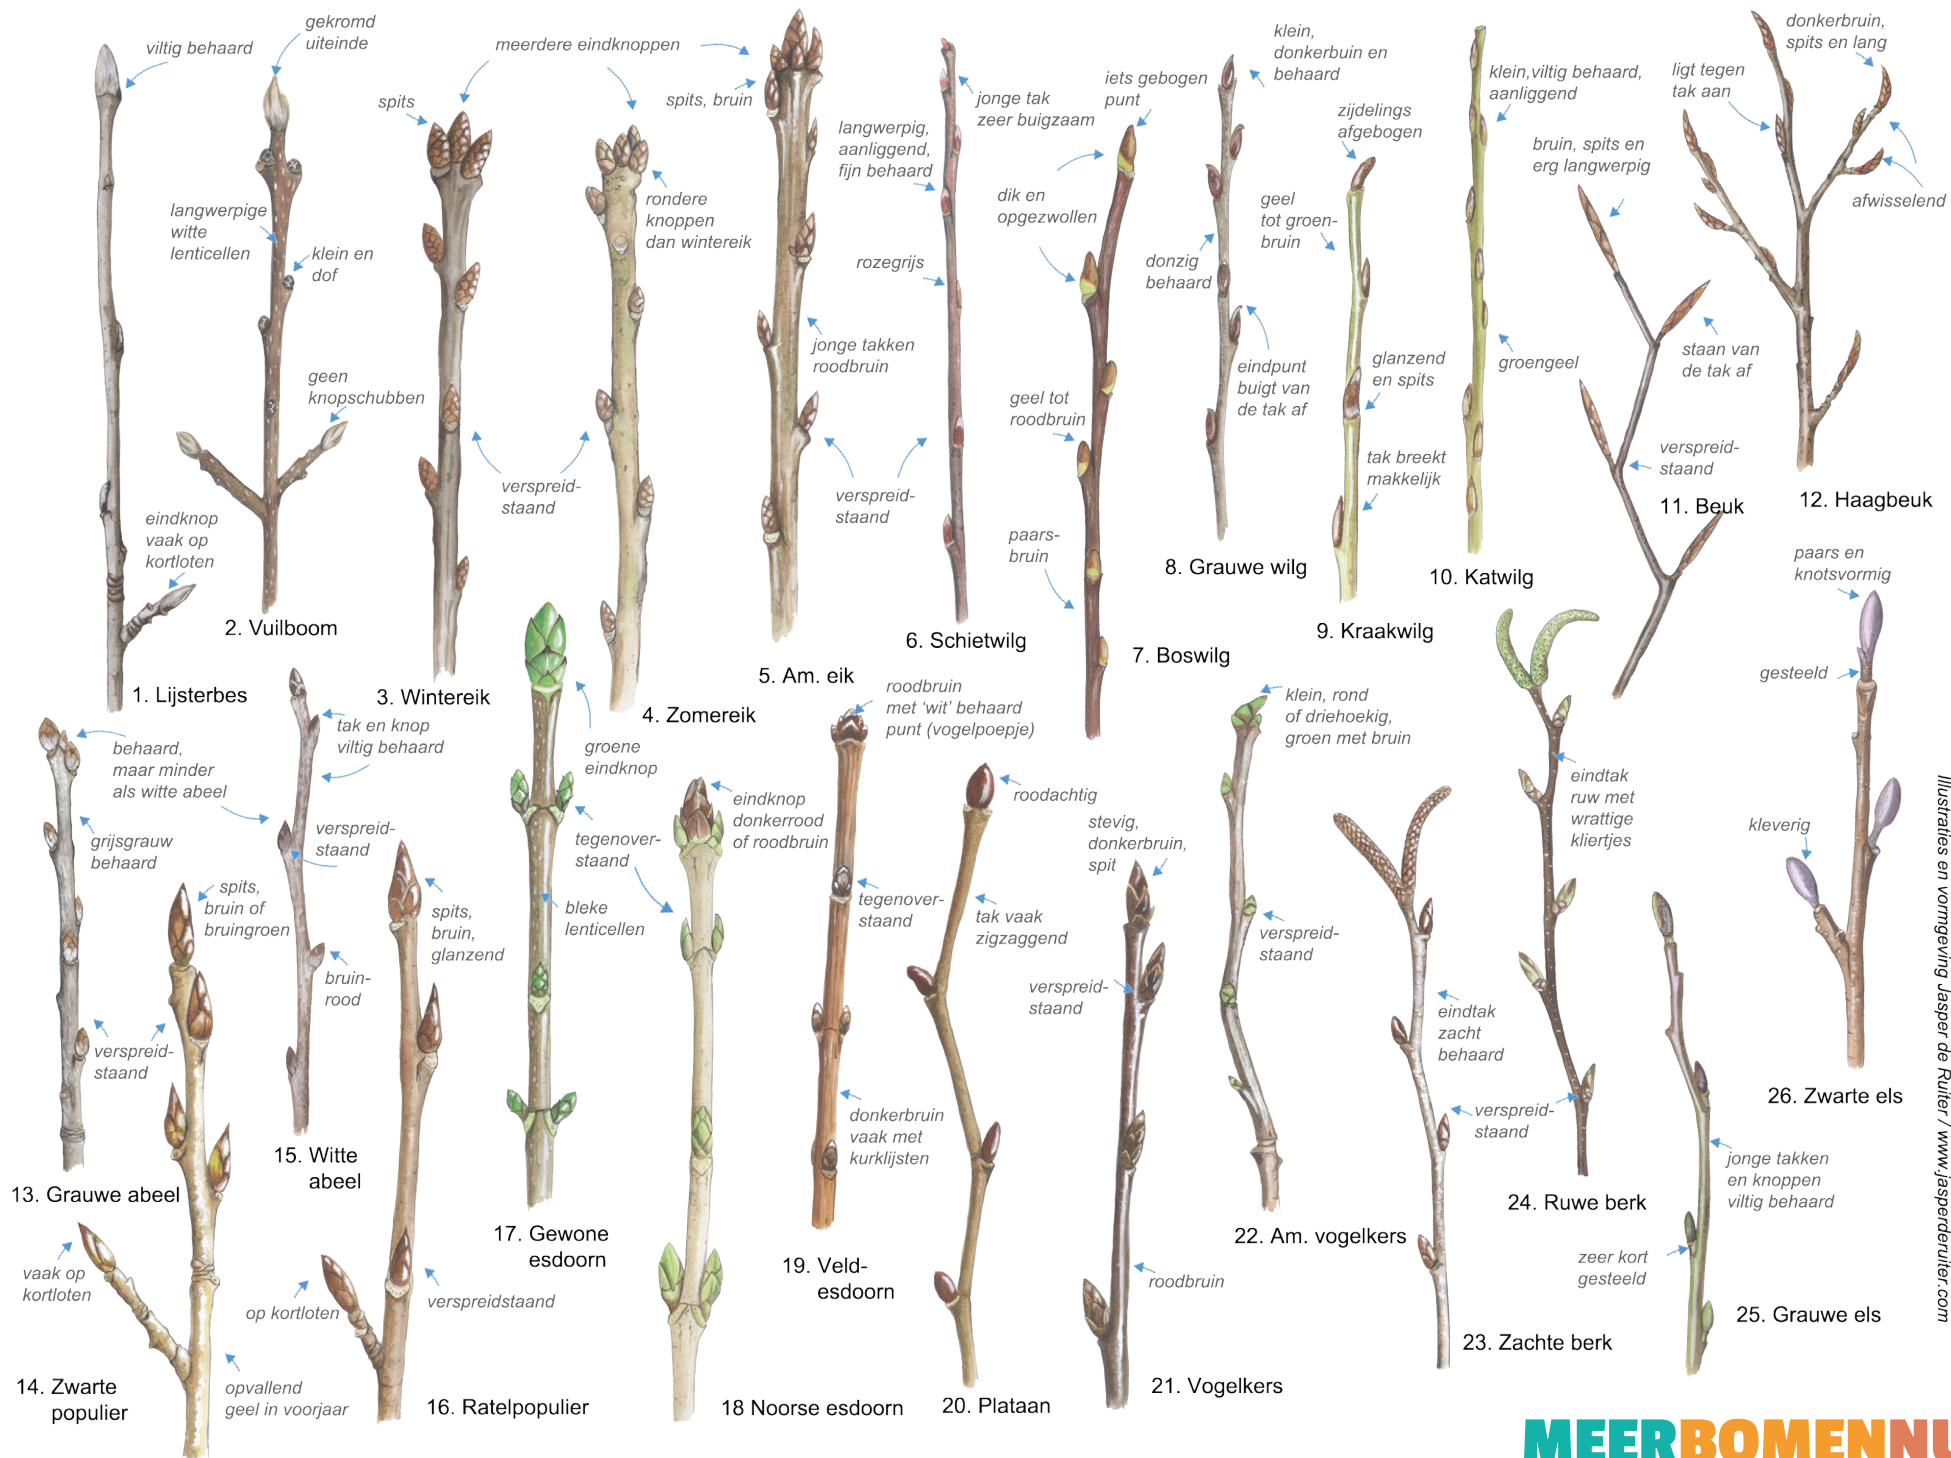 viltig behaard
eindknop
vaak op
kortloten
1. Lijsterbes
gekromd
uiteinde
langwerpige
witte
lenticellen
klein en
dof
geen
knopschubben
2. Vuilboom
meerdere eindknoppen
spits
verspreid-
staand
3. Wintereik
rondere
knoppen
dan wintereik
4. Zomereik
spits, bruin
jonge takken
roodbruin
verspreid-
staand
5. Am. eik
jonge tak
zeer buigzaam
langwerpig,
aanliggend,
fijn behaard
rozegrijs
6. Schietwilg
iets gebogen
punt
dik en
opgezwollen
geel tot
roodbruin
paars-
bruin
7. Boswilg
klein,
donkerbuin en
behaard
donzig
behaard
eindpunt
buigt van
de tak af
8. Grauwe wilg
zijdelings
afgebogen
geel
tot groen-
bruin
glanzend
en spits
tak breekt
makkelijk
9. Kraakwilg
klein,viltig behaard,
aanliggend
groengeel
10. Katwilg
bruin, spits en
erg langwerpig
staan van
de tak af
verspreid-
staand
11. Beuk
donkerbruin,
spits en lang
ligt tegen
tak aan
afwisselend
12. Haagbeuk
behaard,
maar minder
als witte abeel
grijsgrauw
behaard
verspreid-
staand
13. Grauwe abeel
spits,
bruin of
bruingroen
vaak op
kortloten
opvallend
geel in voorjaar
14. Zwarte
populier
tak en knop
viltig behaard
verspreid-
staand
bruin-
rood
15. Witte
abeel
spits,
bruin,
glanzend
op kortloten
verspreidstaand
16. Ratelpopulier
groene
eindknop
tegenover-
staand
bleke
lenticellen
17. Gewone
esdoorn
eindknop
donkerrood
of roodbruin
18 Noorse esdoorn
roodbruin
met ‘wit’ behaard
punt (vogelpoepje)
tegenover-
staand
donkerbruin
vaak met
kurklijsten
19. Veld-
esdoorn
roodachtig
tak vaak
zigzaggend
20. Plataan
stevig,
donkerbruin,
spit
verspreid-
staand
roodbruin
21. Vogelkers
klein, rond
of driehoekig,
groen met bruin
verspreid-
staand
22. Am. vogelkers
eindtak
zacht
behaard
verspreid-
staand
23. Zachte berk
eindtak
ruw met
wrattige
kliertjes
24. Ruwe berk
jonge takken
en knoppen
viltig behaard
zeer kort
gesteeld
25. Grauwe els
paars en
knotsvormig
gesteeld
kleverig
26. Zwarte els
Illustraties en vormgeving Jasper de Ruiter / www.jasperderuiter.com
MEERBOMENNU